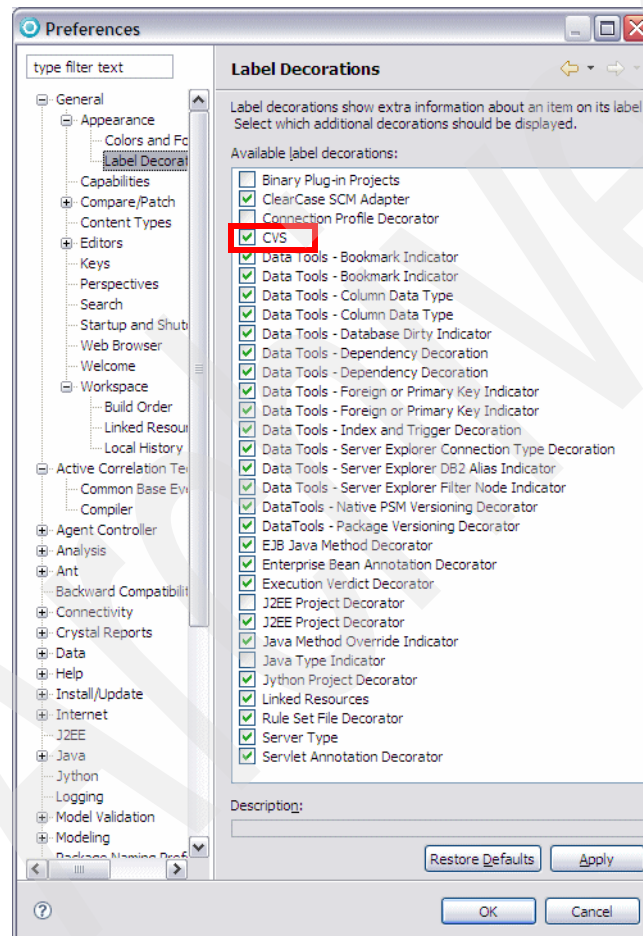 Preferences
type filter text
General
Appearance
Colors and Fo
Label Decorat
Capabilities
Compare/Patch
Content Types
Editors
Keys
Perspectives
Search
Startup and Shut
Web Browser
Welcome
Workspace
Build Order
Linked Resour
Local History
Active Correlation Te
Common Base Eve
Compiler
Agent Controller
Analysis
Ant
Backward Compatibilit
Connectivity
Crystal Reports
Data
Help
Install/Update
Internet
J2EE
Java
Jython
Logging
Model Validation
Modeling
Package Naming Pref
Label Decorations
Label decorations show extra information about an item on its label
Select which additional decorations should be displayed.
Available label decorations:
Binary Plug-in Projects
ClearCase SCM Adapter
Connection Profile Decorator
CVS
Data Tools - Bookmark Indicator
Data Tools - Bookmark Indicator
Data Tools - Column Data Type
Data Tools - Column Data Type
Data Tools - Database Dirty Indicator
Data Tools - Dependency Decoration
Data Tools - Dependency Decoration
Data Tools - Foreign or Primary Key Indicator
Data Tools - Foreign or Primary Key Indicator
Data Tools - Index and Trigger Decoration
Data Tools - Server Explorer Connection Type Decoration
Data Tools - Server Explorer DB2 Alias Indicator
Data Tools - Server Explorer Filter Node Indicator
DataTools - Native PSM Versioning Decorator
DataTools - Package Versioning Decorator
EJB Java Method Decorator
Enterprise Bean Annotation Decorator
Execution Verdict Decorator
J2EE Project Decorator
J2EE Project Decorator
Java Method Override Indicator
Java Type Indicator
Jython Project Decorator
Linked Resources
Rule Set File Decorator
Server Type
Servlet Annotation Decorator
Description:
Restore Defaults Apply
OK Cancel